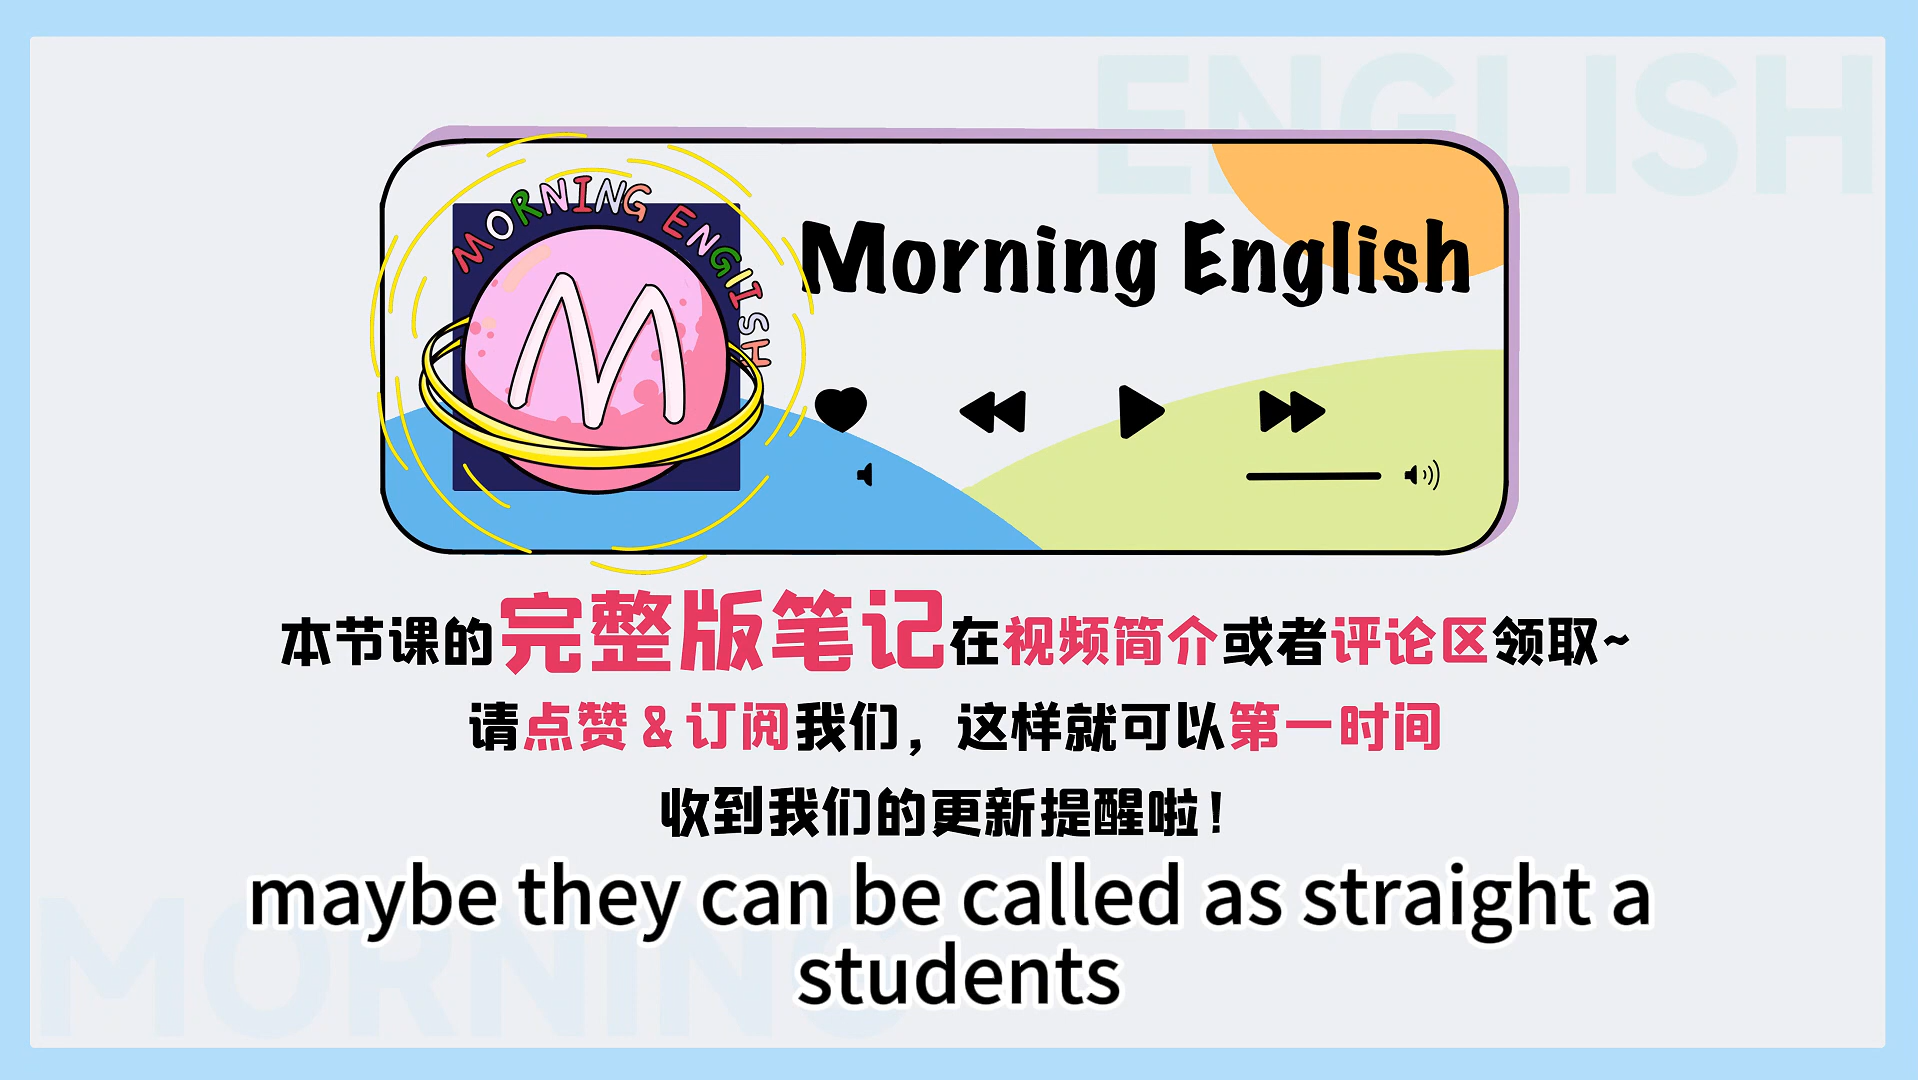 ENGLISH
MORNING ENGLISH
M
Morning English
本节课的完整版笔记在视频简介或者评论区领取~
请点赞&订阅我们，这样就可以第一时间
收到我们的更新提醒啦！
maybe they can be called as straight a
students
MORNING